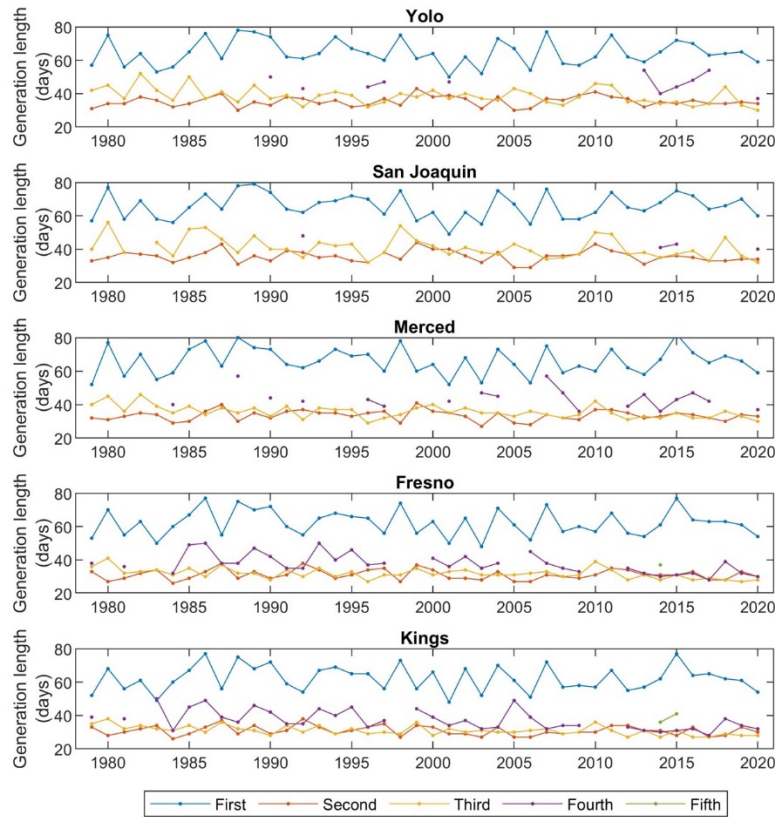 Yolo
Generation length
(days)
80
60
40
20
1980 1985 1990 1995 2000 2005 2010 2015 2020
San Joaquin
Generation length
(days)
80
60
40
20
1980 1985 1990 1995 2000 2005 2010 2015 2020
Merced
Generation length
(days)
80
60
40
20
1980 1985 1990 1995 2000 2005 2010 2015 2020
Fresno
Generation length
(days)
80
60
40
20
1980 1985 1990 1995 2000 2005 2010 2015 2020
Kings
Generation length
(days)
80
60
40
20
1980 1985 1990 1995 2000 2005 2010 2015 2020
First Second Third Fourth Fifth